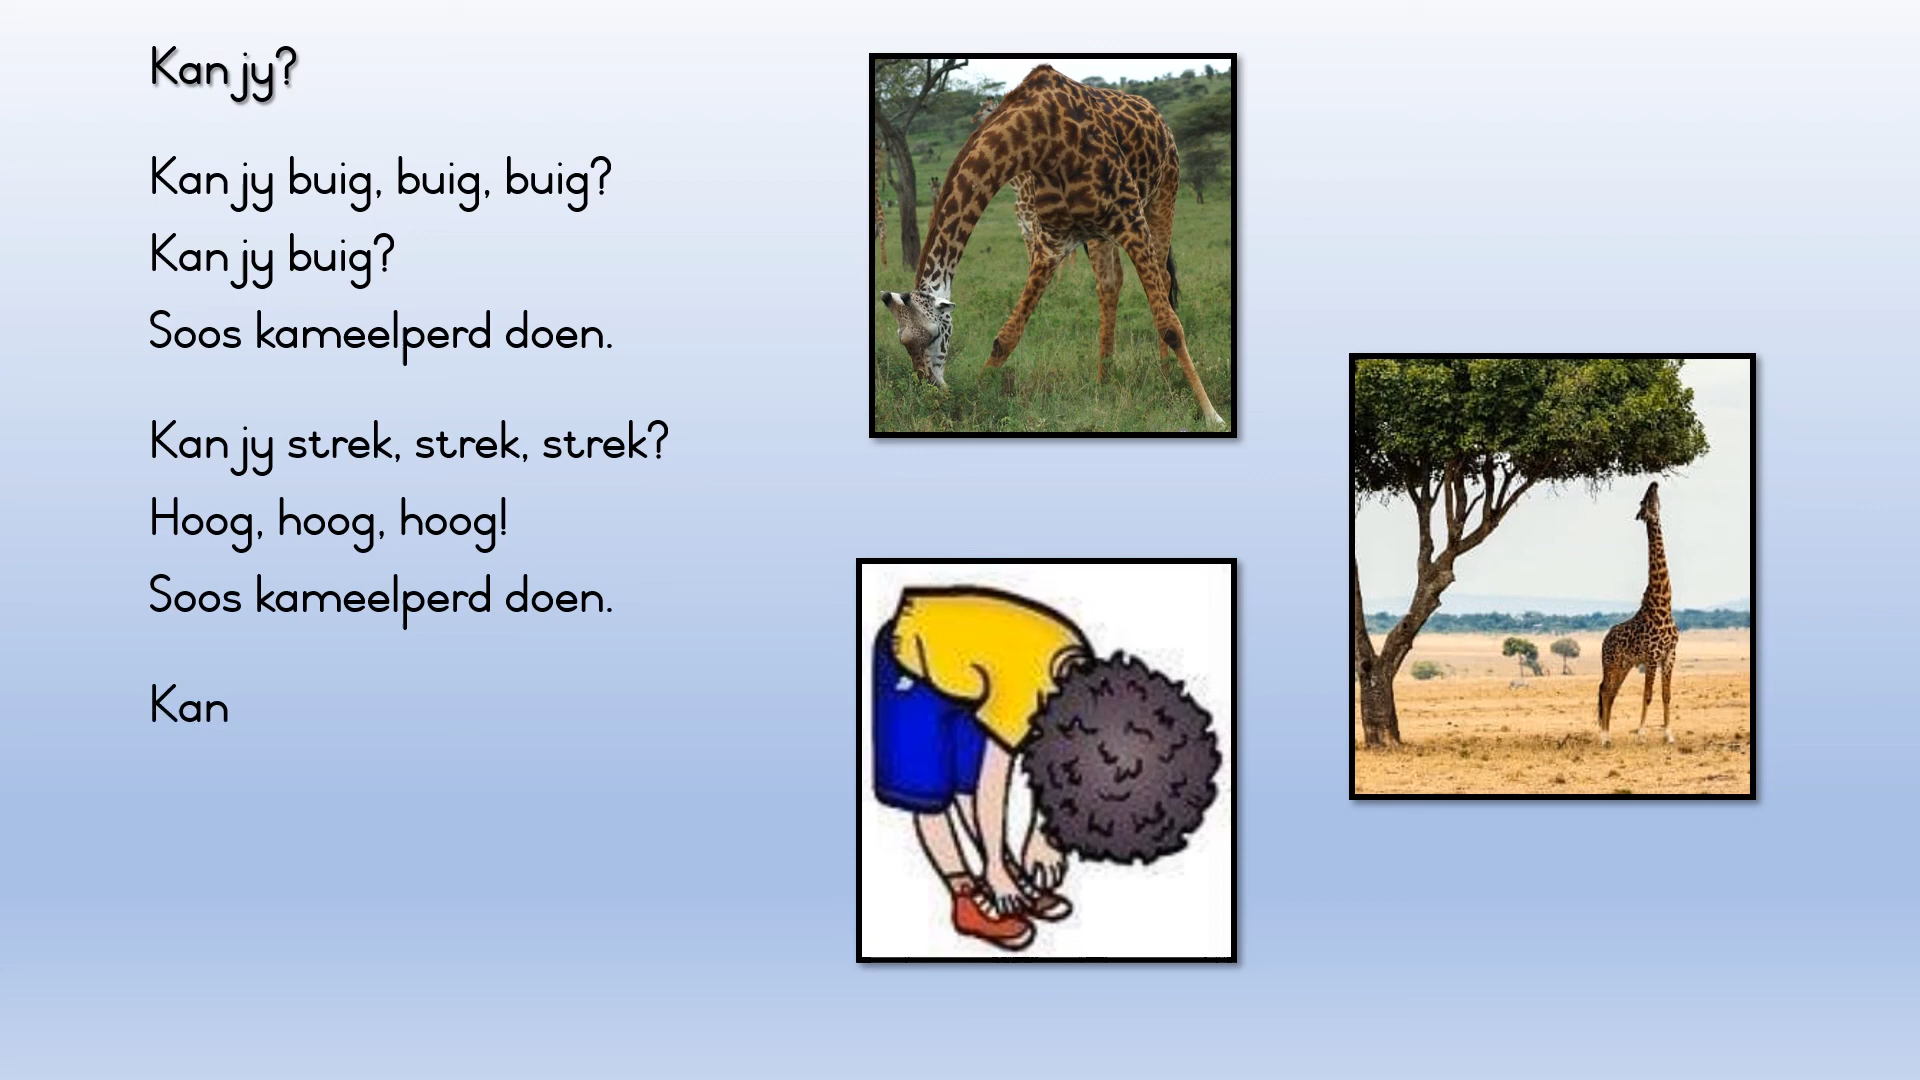 Kan jy?
Kan jy buig, buig, buig?
Kan jy buig?
Soos kameelperd doen.
Kan jy strek, strek, strek?
Hoog, hoog, hoog!
Soos kameelperd doen.
Kan